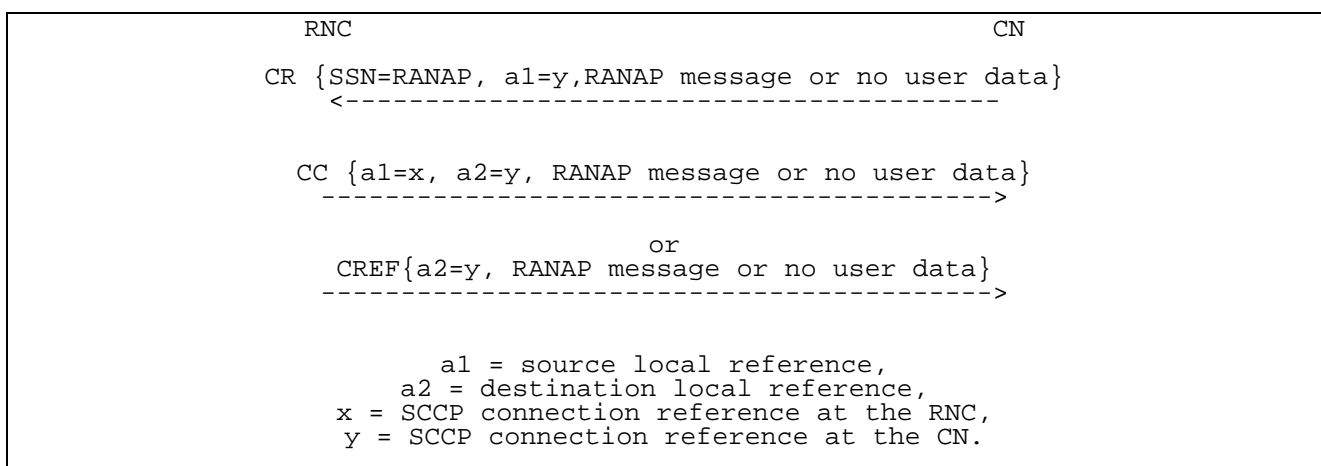 RNC CN
CR {SSN=RANAP, a1=y,RANAP message or no user data}
<-----------------------------------------
CC {a1=x, a2=y, RANAP message or no user data}
------------------------------------------>
or
CREF{a2=y, RANAP message or no user data}
------------------------------------------>
a1 = source local reference,
a2 = destination local reference,
x = SCCP connection reference at the RNC,
y = SCCP connection reference at the CN.